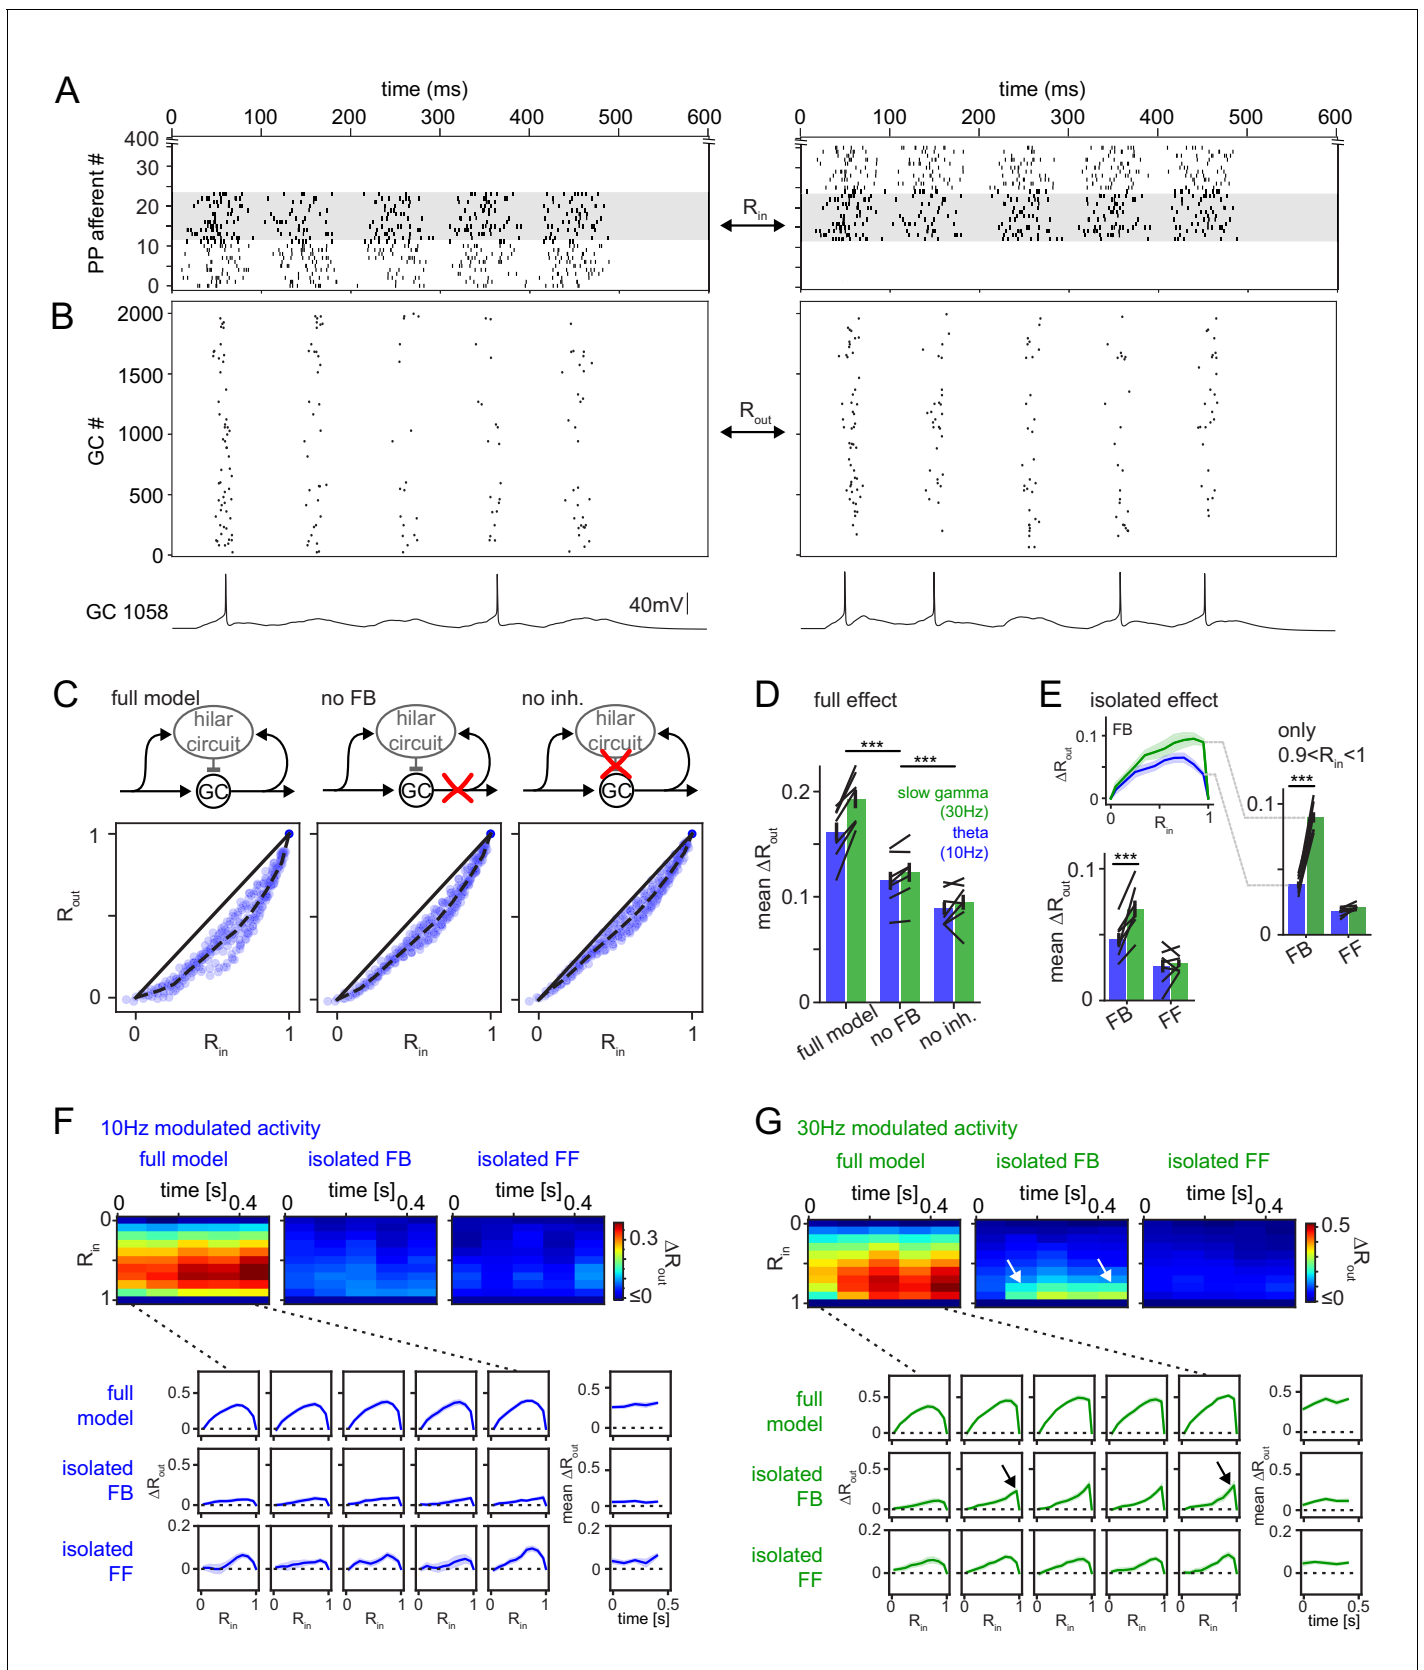 A
time (ms)
time (ms)
0 100 200 300 400 500 600
0 100 200 300 400 500 600
400
30
20
10
0
PP afferent #
R_in
B
2000
1500
1000
500
0
GC #
R_out
GC 1058
40mV
C
full model
no FB
no inh.
hilar
circuit
GC
hilar
circuit
GC
hilar
circuit
GC
1
0
R_out
0 1
R_in
0 1
R_in
0 1
R_in
D full effect
***
***
slow gamma
(30Hz)
theta
(10Hz)
0.2
0.1
0
mean ΔR_out
full model
no FB
no inh.
E isolated effect
FB
0.1
0
ΔR_out
0 1
R_in
only
0.9<R_in<1
***
0.1
0
FB
FF
***
0.1
0
mean ΔR_out
FB
FF
F 10Hz modulated activity
full model
isolated FB
isolated FF
time [s]
0 0.4
time [s]
0 0.4
time [s]
0 0.4
0
1
R_in
0.3
≤0
ΔR_out
full
model
0.5
0
0.5
0
isolated
FB
0.5
0
ΔR_out
0.5
0
mean ΔR_out
isolated
FF
0.2
0
0.2
0
0 1
R_in
0 1
R_in
0 1
R_in
0 1
R_in
0 1
R_in
0 0.5
time [s]
G 30Hz modulated activity
full model
isolated FB
isolated FF
time [s]
0 0.4
time [s]
0 0.4
time [s]
0 0.4
0
1
R_in
0.5
≤0
ΔR_out
full
model
0.5
0
0.5
0
isolated
FB
0.5
0
ΔR_out
0.5
0
mean ΔR_out
isolated
FF
0.2
0
0.2
0
0 1
R_in
0 1
R_in
0 1
R_in
0 1
R_in
0 1
R_in
0 0.5
time [s]